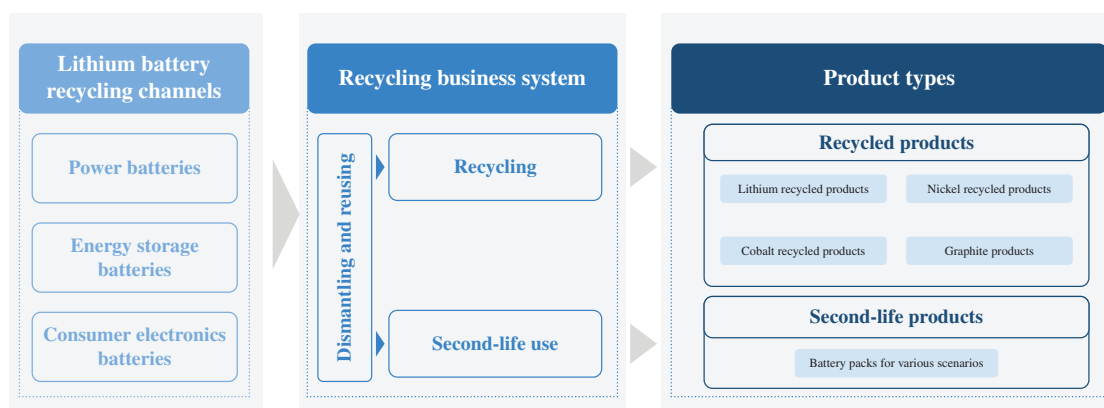 Lithium battery
recycling channels
Power batteries
Energy storage
batteries
Consumer electronics
batteries
Recycling business system
Dismantling and reusing
Recycling
Second-life use
Product types
Recycled products
Lithium recycled products
Nickel recycled products
Cobalt recycled products
Graphite products
Second-life products
Battery packs for various scenarios